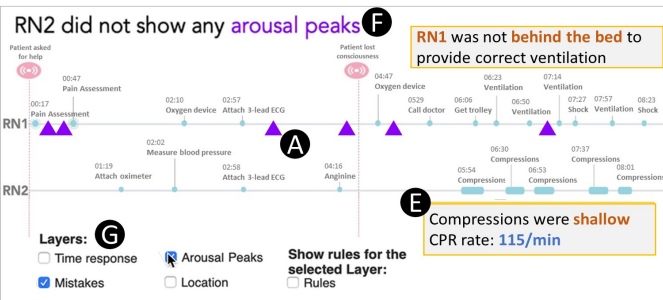 RN2 did not show any arousal peaks F
RN1 was not behind the bed to
provide correct ventilation
Patient asked
for help
Patient lost
consciousness
00:47
Pain Assessment
00:17
Pain Assessment
02:10
Oxygen device
02:57
Attach 3-lead ECG
04:47
Oxygen device
0529
Call doctor
06:06
Get trolley
06:23
Ventilation
06:50
Ventilation
07:14
Ventilation
07:27
Shock
07:57
Ventilation
08:23
Shock
RN1
A
02:02
Measure blood pressure
01:19
Attach oximeter
02:58
Attach 3-lead ECG
04:16
Anginine
05:54
Compressions
06:30
Compressions
06:53
Compressions
07:37
Compressions
08:01
Compressions
RN2
E
Compressions were shallow
CPR rate: 115/min
Layers: G
Time response
Arousal Peaks
Mistakes
Location
Show rules for the
selected Layer:
Rules